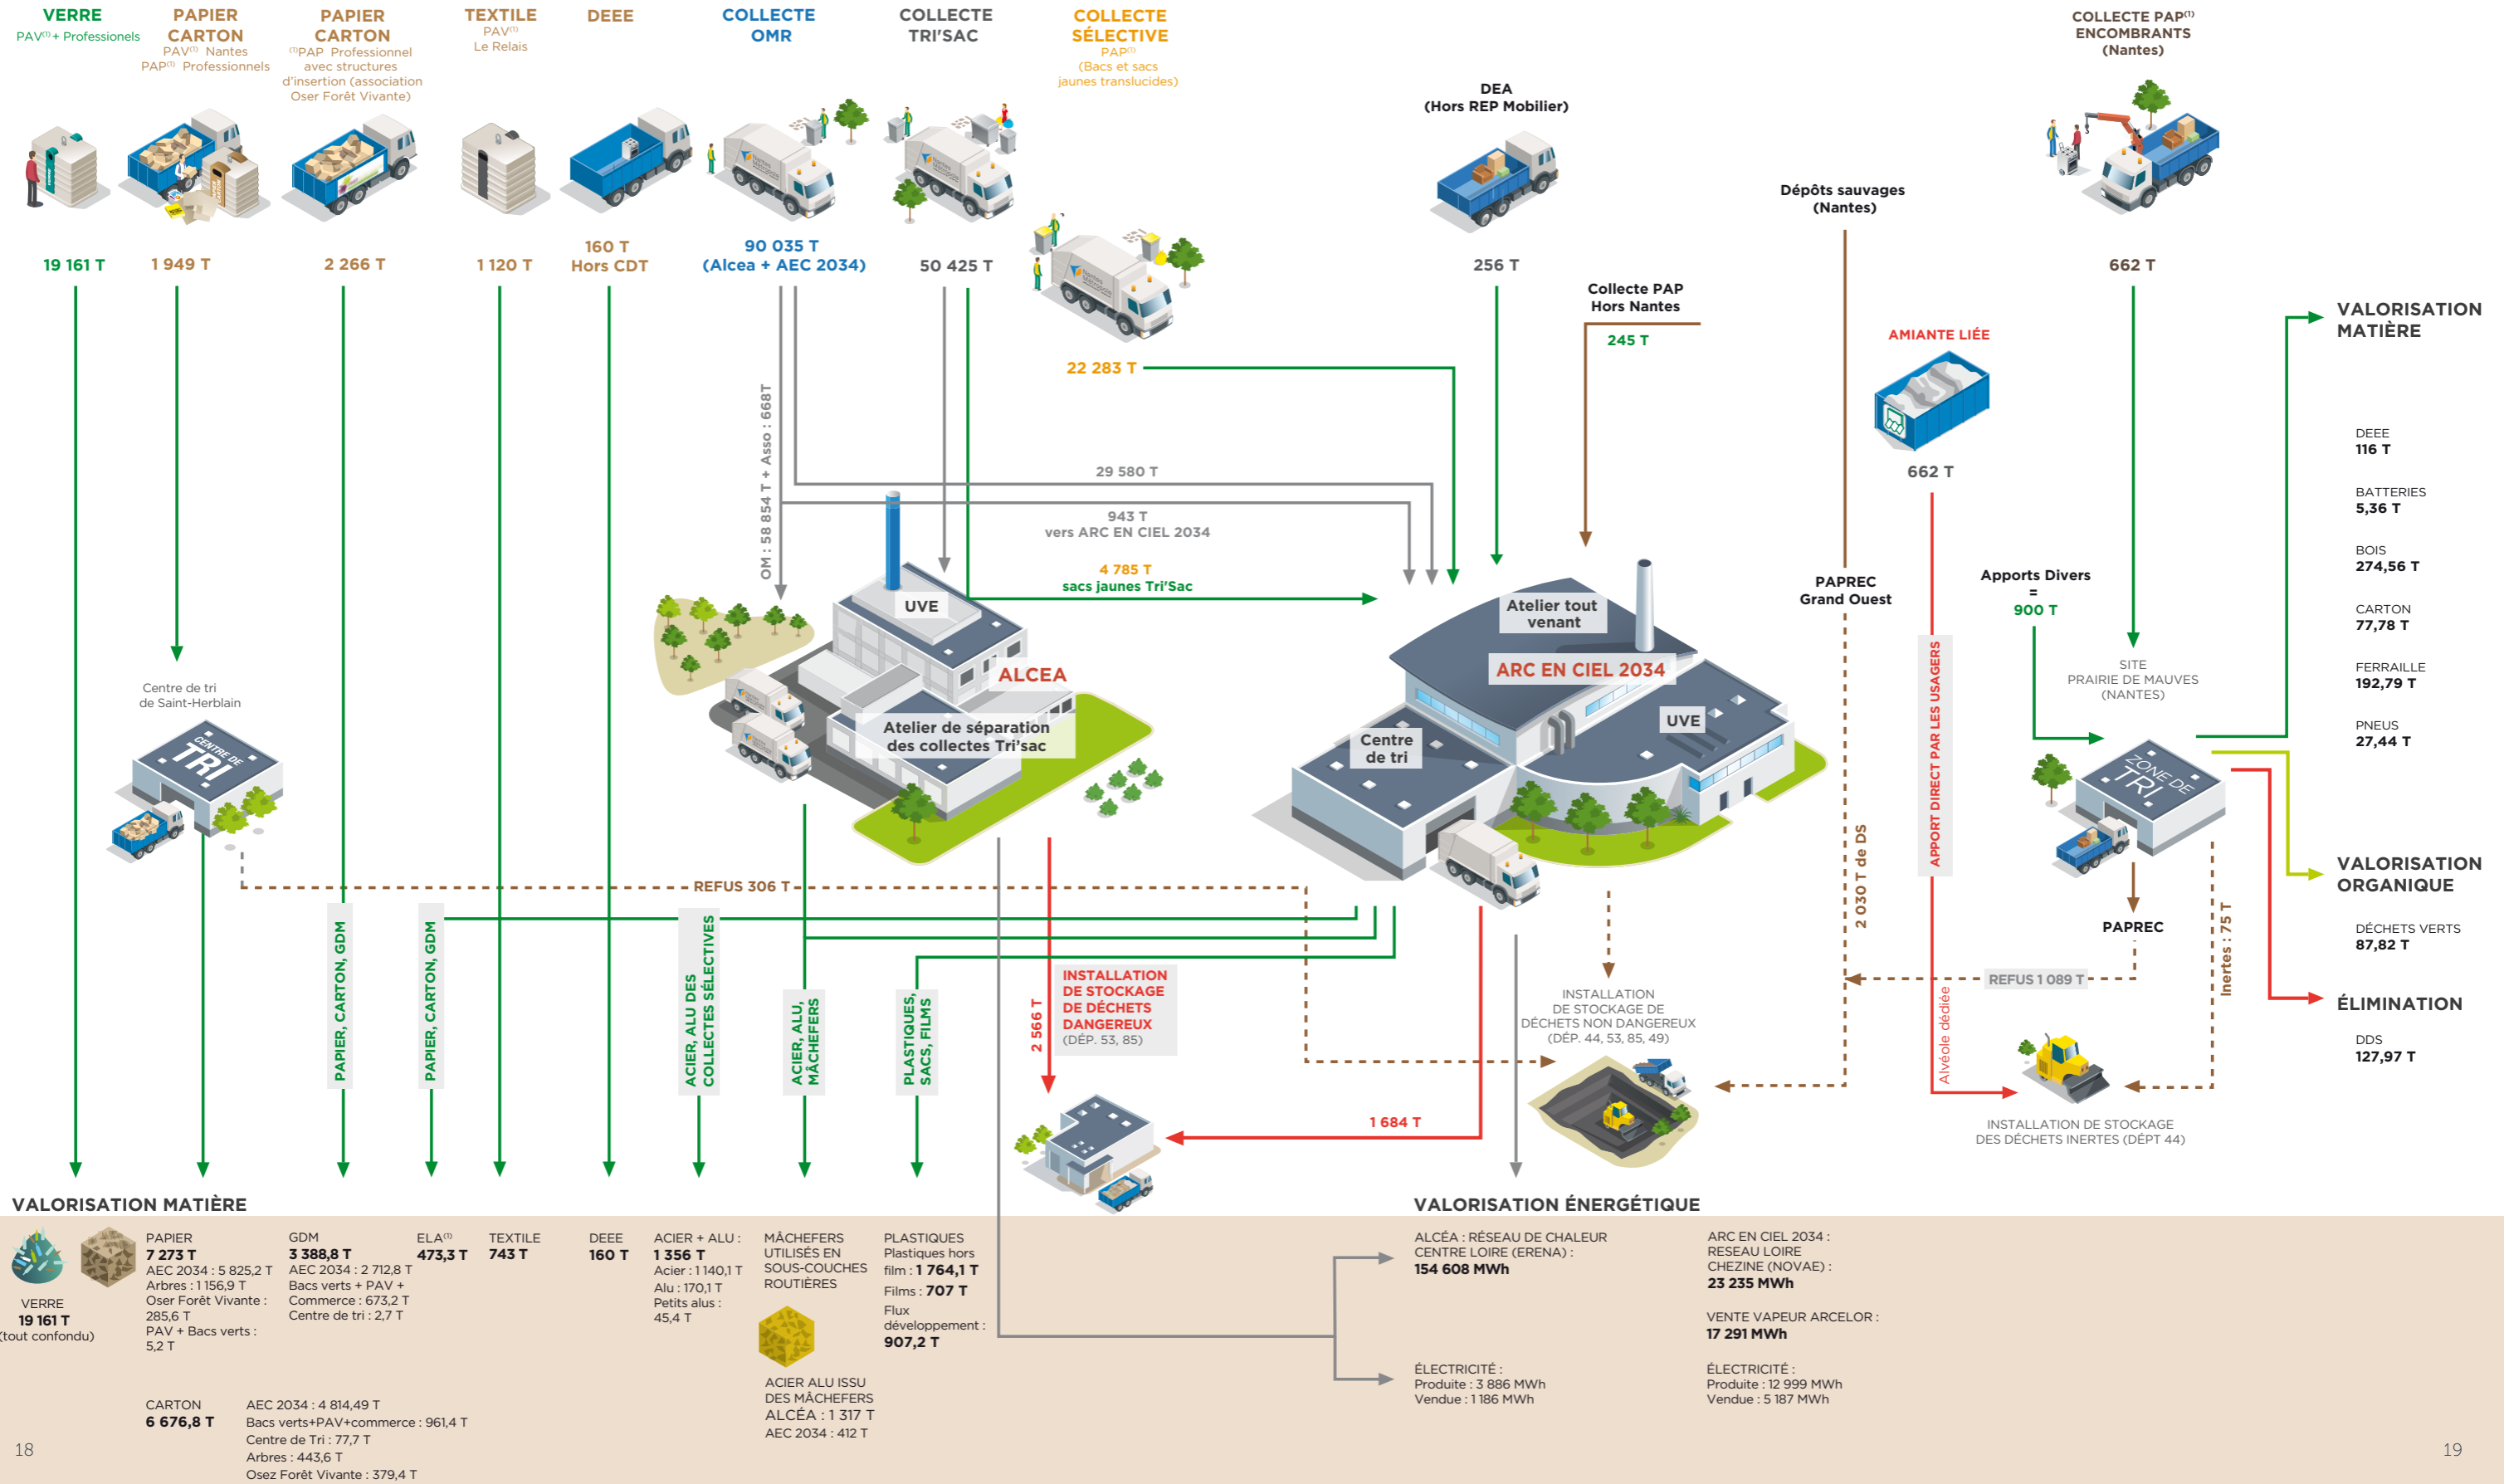 VERRE
PAV(1) + Professionels
19 161 T
PAPIER
CARTON
PAV(1) Nantes
PAP(1) Professionnels
1 949 T
PAPIER
CARTON
(1)PAP Professionnel
avec structures
d'insertion (association
Oser Forêt Vivante)
2 266 T
TEXTILE
PAV(1)
Le Relais
1 120 T
DEEE
160 T
Hors CDT
COLLECTE
OMR
90 035 T
(Alcea + AEC 2034)
COLLECTE
TRI'SAC
50 425 T
COLLECTE
SÉLECTIVE
PAP(1)
(Bacs et sacs
jaunes translucides)
22 283 T
DEA
(Hors REP Mobilier)
256 T
Collecte PAP
Hors Nantes
245 T
Dépôts sauvages
(Nantes)
COLLECTE PAP(1)
ENCOMBRANTS
(Nantes)
662 T
AMIANTE LIÉE
662 T
OM : 58 854 T + Asso : 668T
29 580 T
943 T
vers ARC EN CIEL 2034
4 785 T
sacs jaunes Tri'Sac
Centre de tri
de Saint-Herblain
CENTRE DE
TRI
UVE
ALCEA
Atelier de séparation
des collectes Tri'sac
Atelier tout
venant
ARC EN CIEL 2034
UVE
Centre
de tri
PAPREC
Grand Ouest
2 030 T de DS
APPORT DIRECT PAR LES USAGERS
Alvéole dédiée
Apports Divers
=
900 T
SITE
PRAIRIE DE MAUVES
(NANTES)
ZONE DE
TRI
PAPREC
REFUS 1 089 T
Inertes : 75 T
REFUS 306 T
PAPIER, CARTON, GDM
PAPIER, CARTON, GDM
ACIER, ALU DES
COLLECTES SÉLECTIVES
ACIER, ALU,
MÂCHEFERS
PLASTIQUES,
SACS, FILMS
2 566 T
INSTALLATION
DE STOCKAGE
DE DÉCHETS
DANGEREUX
(DÉP. 53, 85)
1 684 T
INSTALLATION
DE STOCKAGE DE
DÉCHETS NON DANGEREUX
(DÉP. 44, 53, 85, 49)
INSTALLATION DE STOCKAGE
DES DÉCHETS INERTES (DÉPT 44)
VALORISATION
MATIÈRE
DEEE
116 T
BATTERIES
5,36 T
BOIS
274,56 T
CARTON
77,78 T
FERRAILLE
192,79 T
PNEUS
27,44 T
VALORISATION
ORGANIQUE
DÉCHETS VERTS
87,82 T
ÉLIMINATION
DDS
127,97 T
VALORISATION MATIÈRE
VERRE
19 161 T
(tout confondu)
PAPIER
7 273 T
AEC 2034 : 5 825,2 T
Arbres : 1 156,9 T
Oser Forêt Vivante :
285,6 T
PAV + Bacs verts :
5,2 T
GDM
3 388,8 T
AEC 2034 : 2 712,8 T
Bacs verts + PAV +
Commerce : 673,2 T
Centre de tri : 2,7 T
ELA(1)
473,3 T
TEXTILE
743 T
DEEE
160 T
ACIER + ALU :
1 356 T
Acier : 1 140,1 T
Alu : 170,1 T
Petits alus :
45,4 T
MÂCHEFERS
UTILISÉS EN
SOUS-COUCHES
ROUTIÈRES
ACIER ALU ISSU
DES MÂCHEFERS
ALCÉA : 1 317 T
AEC 2034 : 412 T
PLASTIQUES
Plastiques hors
film : 1 764,1 T
Films : 707 T
Flux
développement :
907,2 T
CARTON
6 676,8 T
AEC 2034 : 4 814,49 T
Bacs verts+PAV+commerce : 961,4 T
Centre de Tri : 77,7 T
Arbres : 443,6 T
Osez Forêt Vivante : 379,4 T
VALORISATION ÉNERGÉTIQUE
ALCÉA : RÉSEAU DE CHALEUR
CENTRE LOIRE (ERENA) :
154 608 MWh
ÉLECTRICITÉ :
Produite : 3 886 MWh
Vendue : 1 186 MWh
ARC EN CIEL 2034 :
RESEAU LOIRE
CHEZINE (NOVAE) :
23 235 MWh
VENTE VAPEUR ARCELOR :
17 291 MWh
ÉLECTRICITÉ :
Produite : 12 999 MWh
Vendue : 5 187 MWh
18
19